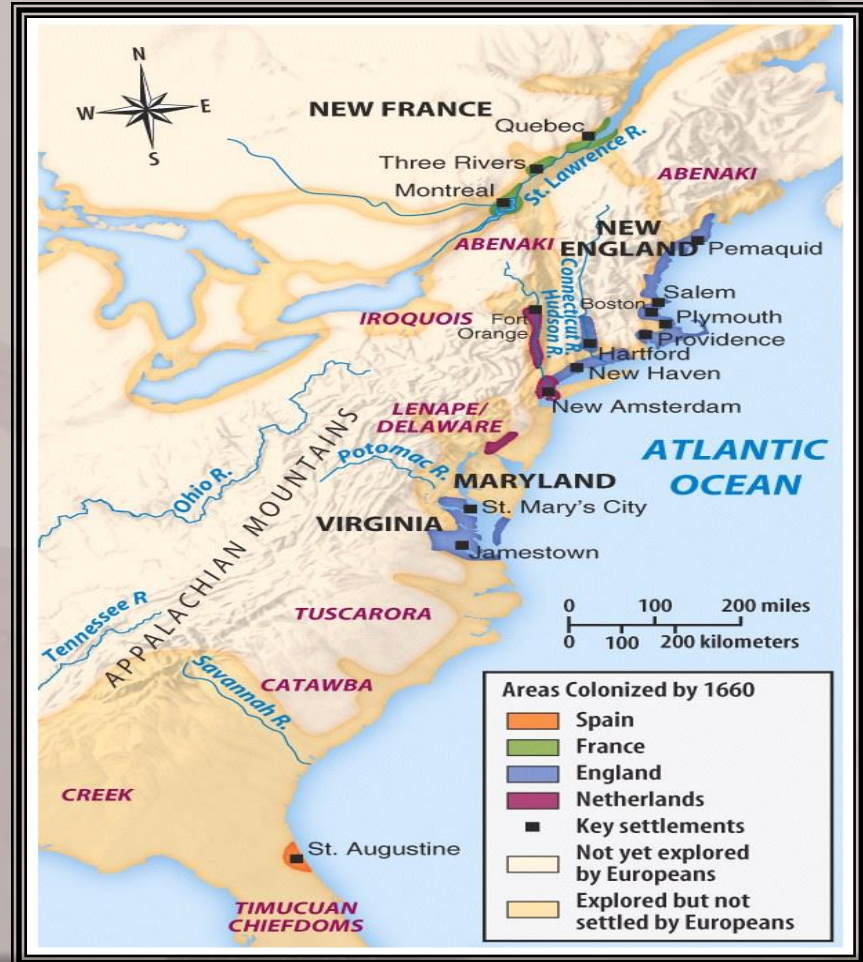 N
W
E
S
NEW FRANCE
Quebec
Three Rivers
Montreal
St. Lawrence R.
ABENAKI
ABENAKI
NEW
ENGLAND
Pemaquid
Connecticut R.
Hudson R.
Salem
Boston
Plymouth
Providence
IROQUOIS
Fort
Orange
Hartford
New Haven
New Amsterdam
LENAPE/
DELAWARE
ATLANTIC
OCEAN
Potomac R.
Ohio R.
APPALACHIAN MOUNTAINS
MARYLAND
St. Mary's City
VIRGINIA
Jamestown
Tennessee R
TUSCARORA
0 100 200 miles
0 100 200 kilometers
Savannah R.
CATAWBA
CREEK
St. Augustine
TIMUCUAN
CHIEFDOMS
Areas Colonized by 1660
Spain
France
England
Netherlands
Key settlements
Not yet explored
by Europeans
Explored but not
settled by Europeans